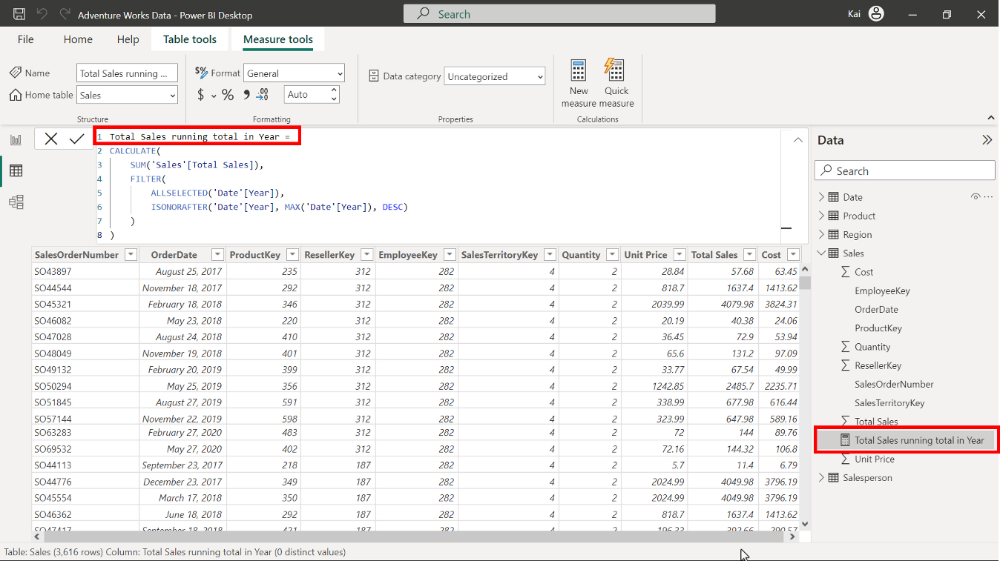 Adventure Works Data - Power BI Desktop
Search
Kai
File
Home
Help
Table tools
Measure tools
Name
Total Sales running ...
Home table
Sales
Structure
$% Format
General
$ % , .00 →0
Auto
Formatting
Data category
Uncategorized
Properties
New measure
Quick measure
Calculations
1 Total Sales running total in Year =
2 CALCULATE(
3 SUM('Sales'[Total Sales]),
4 FILTER(
5 ALLSELECTED('Date'[Year]),
6 ISONORAFTER('Date'[Year], MAX('Date'[Year]), DESC)
7 )
8 )
SalesOrderNumber OrderDate ProductKey ResellerKey EmployeeKey SalesTerritoryKey Quantity Unit Price Total Sales Cost
SO43897 August 25, 2017 235 312 282 4 2 28.84 57.68 63.45
SO44544 November 18, 2017 292 312 282 4 2 818.7 1637.4 1413.62
SO45321 February 18, 2018 346 312 282 4 2 2039.99 4079.98 3824.31
SO46082 May 23, 2018 220 312 282 4 2 20.19 40.38 24.06
SO47028 August 24, 2018 410 312 282 4 2 36.45 72.9 53.94
SO48049 November 19, 2018 401 312 282 4 2 65.6 131.2 97.09
SO49132 February 20, 2019 399 312 282 4 2 33.77 67.54 49.99
SO50294 May 25, 2019 356 312 282 4 2 1242.85 2485.7 2235.71
SO51845 August 27, 2019 591 312 282 4 2 338.99 677.98 616.44
SO57144 November 22, 2019 598 312 282 4 2 323.99 647.98 589.16
SO63283 February 27, 2020 483 312 282 4 2 72 144 89.76
SO69532 May 27, 2020 402 312 282 4 2 72.16 144.32 106.8
SO44113 September 23, 2017 218 187 282 4 2 5.7 11.4 6.79
SO44776 December 23, 2017 349 187 282 4 2 2024.99 4049.98 3796.19
SO45554 March 17, 2018 350 187 282 4 2 2024.99 4049.98 3796.19
SO46362 June 18, 2018 292 187 282 4 2 818.7 1637.4 1413.62
SO47417 September 18, 2018 421 187 282 4 2 196.33 392.66 290.57
Data
Search
Date
Product
Region
Sales
Cost
EmployeeKey
OrderDate
ProductKey
Quantity
ResellerKey
SalesOrderNumber
SalesTerritoryKey
Total Sales
Total Sales running total in Year
Unit Price
Salesperson
Table: Sales (3,616 rows) Column: Total Sales running total in Year (0 distinct values)